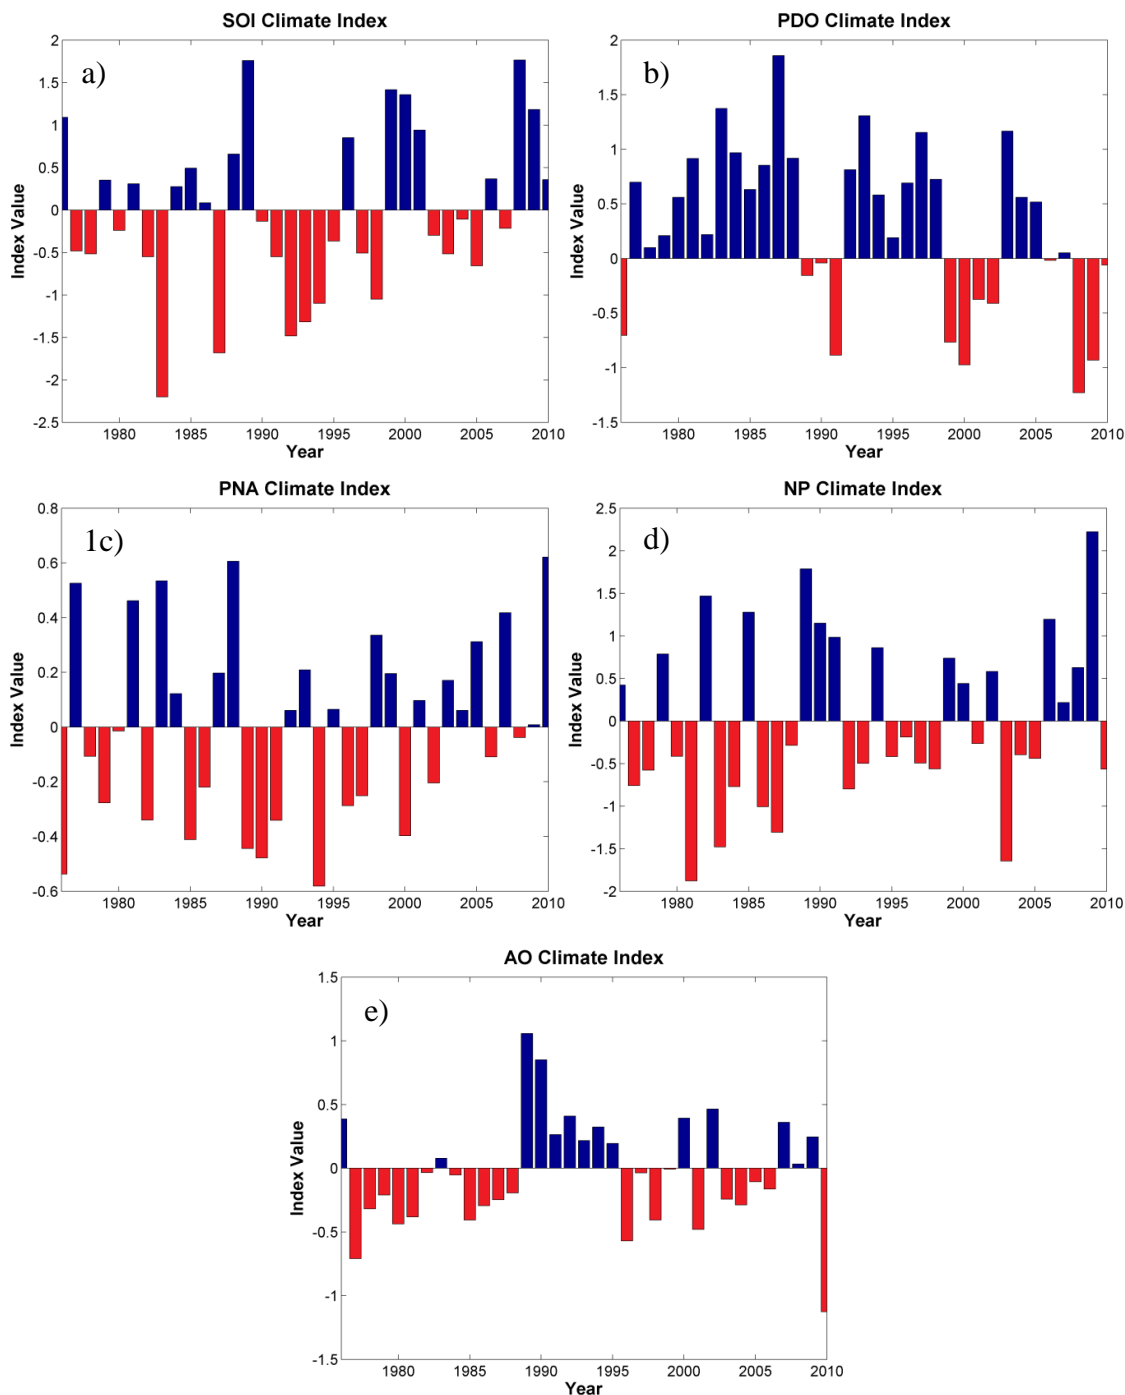 SOI Climate Index
a)
2
1.5
1
0.5
0
-0.5
-1
-1.5
-2
-2.5
Index Value
1980 1985 1990 1995 2000 2005 2010
Year
PDO Climate Index
b)
2
1.5
1
0.5
0
-0.5
-1
-1.5
Index Value
1980 1985 1990 1995 2000 2005 2010
Year
PNA Climate Index
1c)
0.8
0.6
0.4
0.2
0
-0.2
-0.4
-0.6
Index Value
1980 1985 1990 1995 2000 2005 2010
Year
NP Climate Index
d)
2.5
2
1.5
1
0.5
0
-0.5
-1
-1.5
-2
Index Value
1980 1985 1990 1995 2000 2005 2010
Year
AO Climate Index
e)
1.5
1
0.5
0
-0.5
-1
-1.5
Index Value
1980 1985 1990 1995 2000 2005 2010
Year